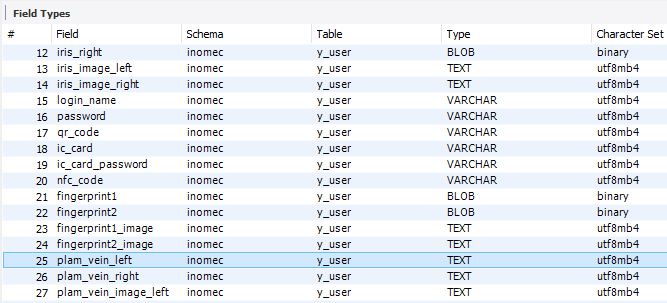 Field Types
# Field Schema Table Type Character Set
12 iris_right inomec y_user BLOB binary
13 iris_image_left inomec y_user TEXT utf8mb4
14 iris_image_right inomec y_user TEXT utf8mb4
15 login_name inomec y_user VARCHAR utf8mb4
16 password inomec y_user VARCHAR utf8mb4
17 qr_code inomec y_user VARCHAR utf8mb4
18 ic_card inomec y_user VARCHAR utf8mb4
19 ic_card_password inomec y_user VARCHAR utf8mb4
20 nfc_code inomec y_user VARCHAR utf8mb4
21 fingerprint1 inomec y_user BLOB binary
22 fingerprint2 inomec y_user BLOB binary
23 fingerprint1_image inomec y_user TEXT utf8mb4
24 fingerprint2_image inomec y_user TEXT utf8mb4
25 plam_vein_left inomec y_user TEXT utf8mb4
26 plam_vein_right inomec y_user TEXT utf8mb4
27 plam_vein_image_left inomec y_user TEXT utf8mb4